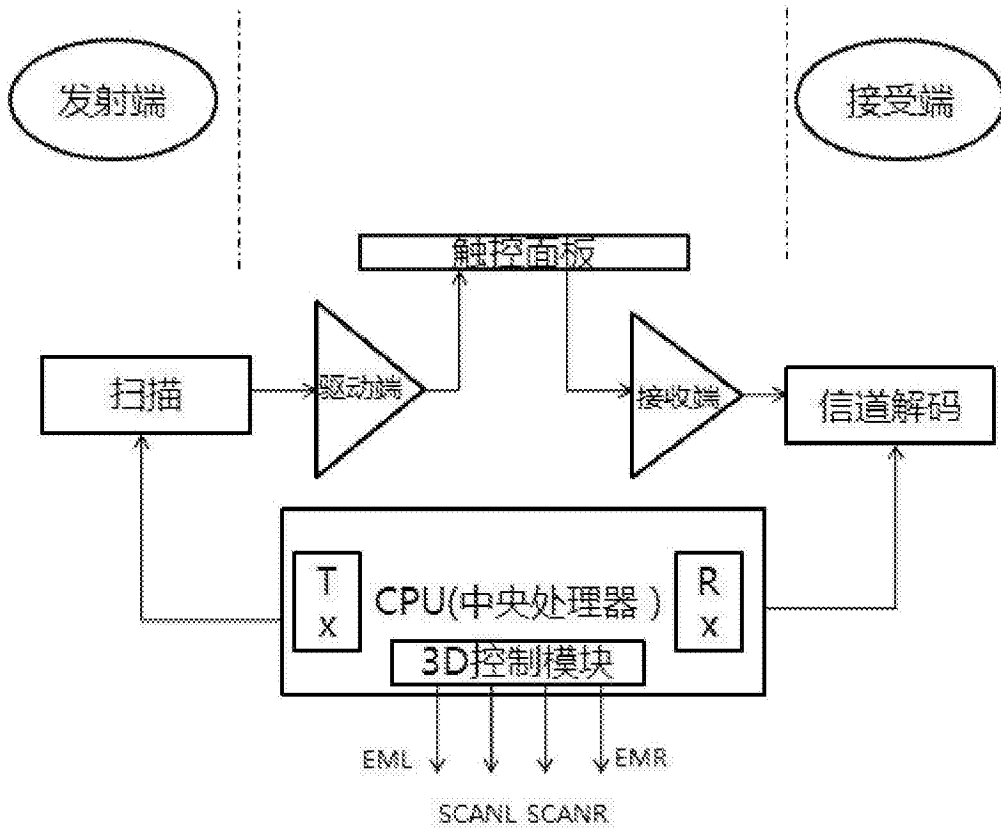 发射端
接受端
触控面板
扫描
驱动端
接收端
信道解码
Tx
CPU(中央处理器)
Rx
3D控制模块
EML
EMR
SCANL SCANR